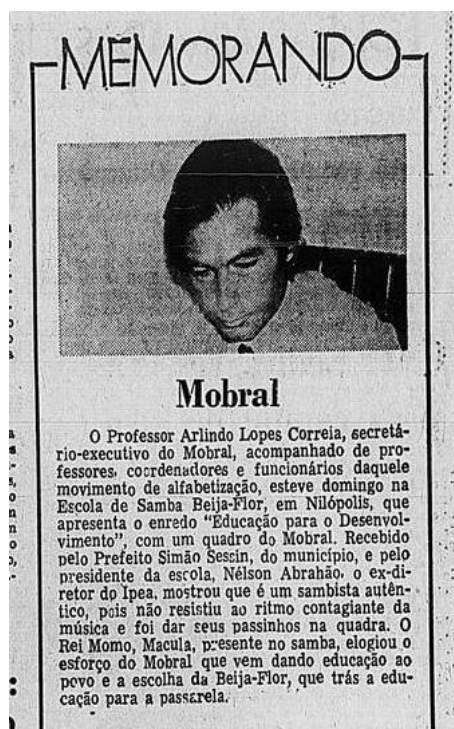 MEMORANDO
Mobral
O Professor Arlindo Lopes Correia, secretá-
rio-executivo do Mobral, acompanhado de pro-
fessores, coordenadores e funcionários daquele
movimento de alfabetização, esteve domingo na
Escola de Samba Beija-Flor, em Nilópolis, que
apresenta o enredo "Educação para o Desenvol-
vimento", com um quadro do Mobral. Recebido
pelo Prefeito Simão Sessin, do município, e pelo
presidente da escola, Nélson Abrahão, o ex-di-
retor do Ipea, mostrou que é um sambista autên-
tico, pois não resistiu ao ritmo contagiante da
música e foi dar seus passinhos na quadra. O
Rei Momo, Macula, presente no samba, elogiou o
esforço do Mobral que vem dando educação ao
povo e a escolha da Beija-Flor, que trás a edu-
cação para a passarela.